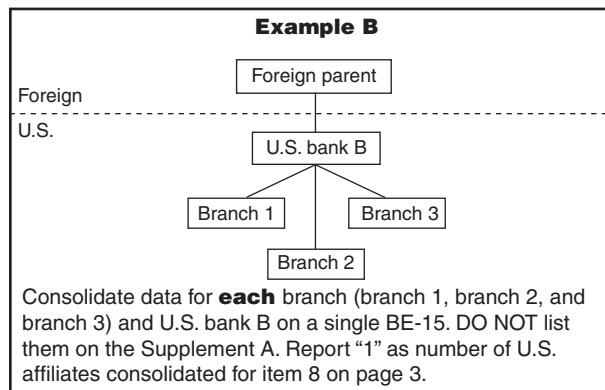 Example B
Foreign parent
Foreign
U.S.
U.S. bank B
Branch 1
Branch 3
Branch 2
Consolidate data for each branch (branch 1, branch 2, and
branch 3) and U.S. bank B on a single BE-15. DO NOT list
them on the Supplement A. Report “1” as number of U.S.
affiliates consolidated for item 8 on page 3.